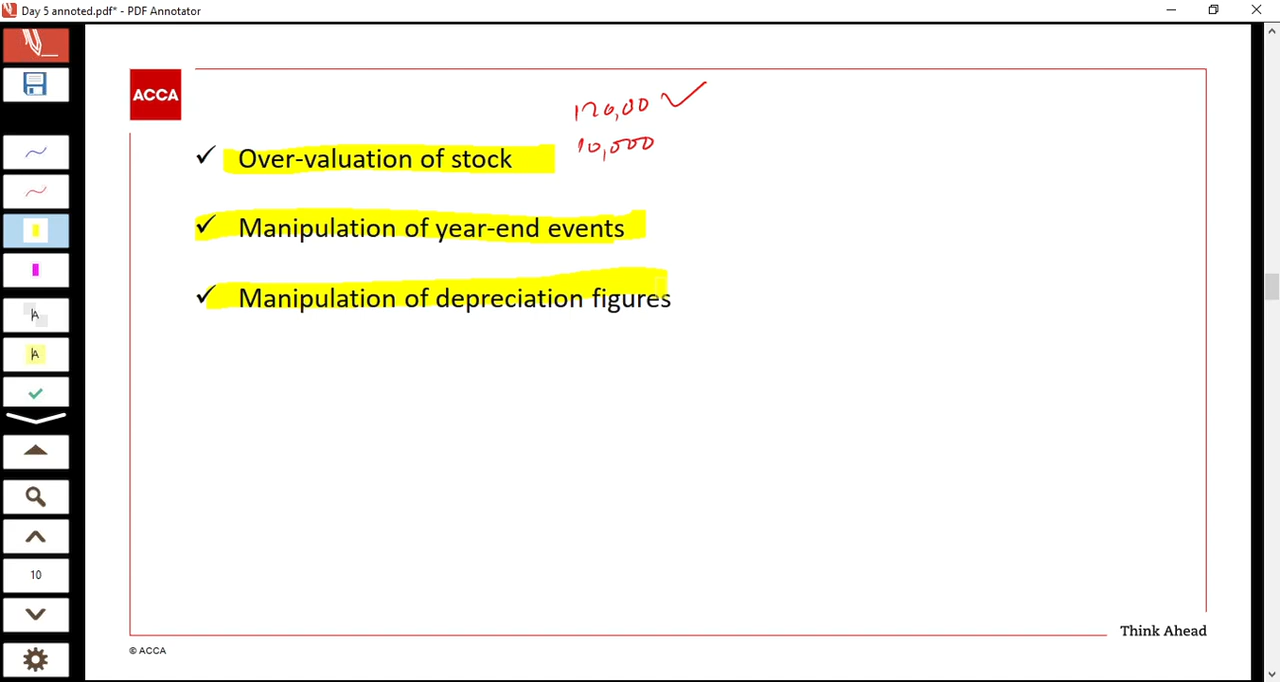 Day 5 annoted.pdf* - PDF Annotator
ACCA
120,00 ✓
10,000
✓ Over-valuation of stock
✓ Manipulation of year-end events
✓ Manipulation of depreciation figures
A
A
10
Think Ahead
© ACCA